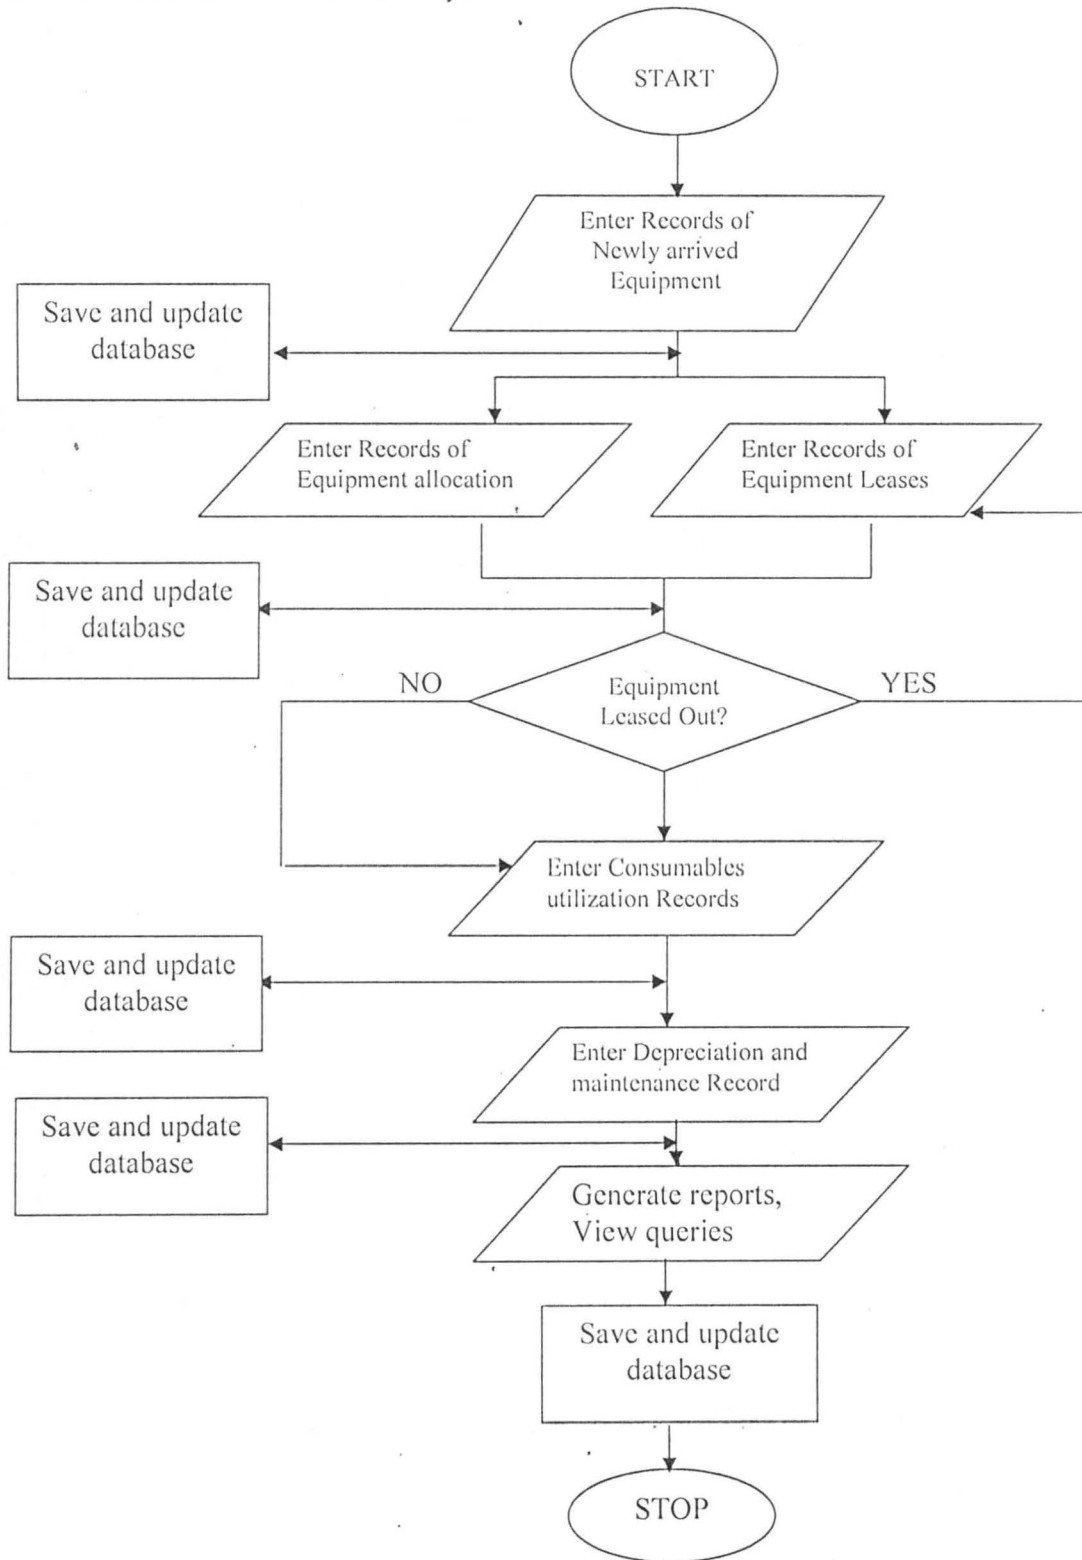 START
Enter Records of
Newly arrived
Equipment
Save and update
database
Enter Records of
Equipment allocation
Enter Records of
Equipment Leases
Save and update
database
NO
Equipment
Leased Out?
YES
Enter Consumables
utilization Records
Save and update
database
Enter Depreciation and
maintenance Record
Save and update
database
Generate reports,
View queries
Save and update
database
STOP